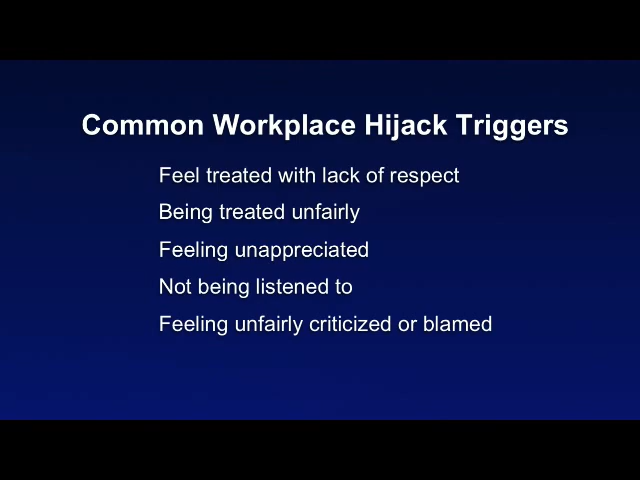 Common Workplace Hijack Triggers
Feel treated with lack of respect
Being treated unfairly
Feeling unappreciated
Not being listened to
Feeling unfairly criticized or blamed